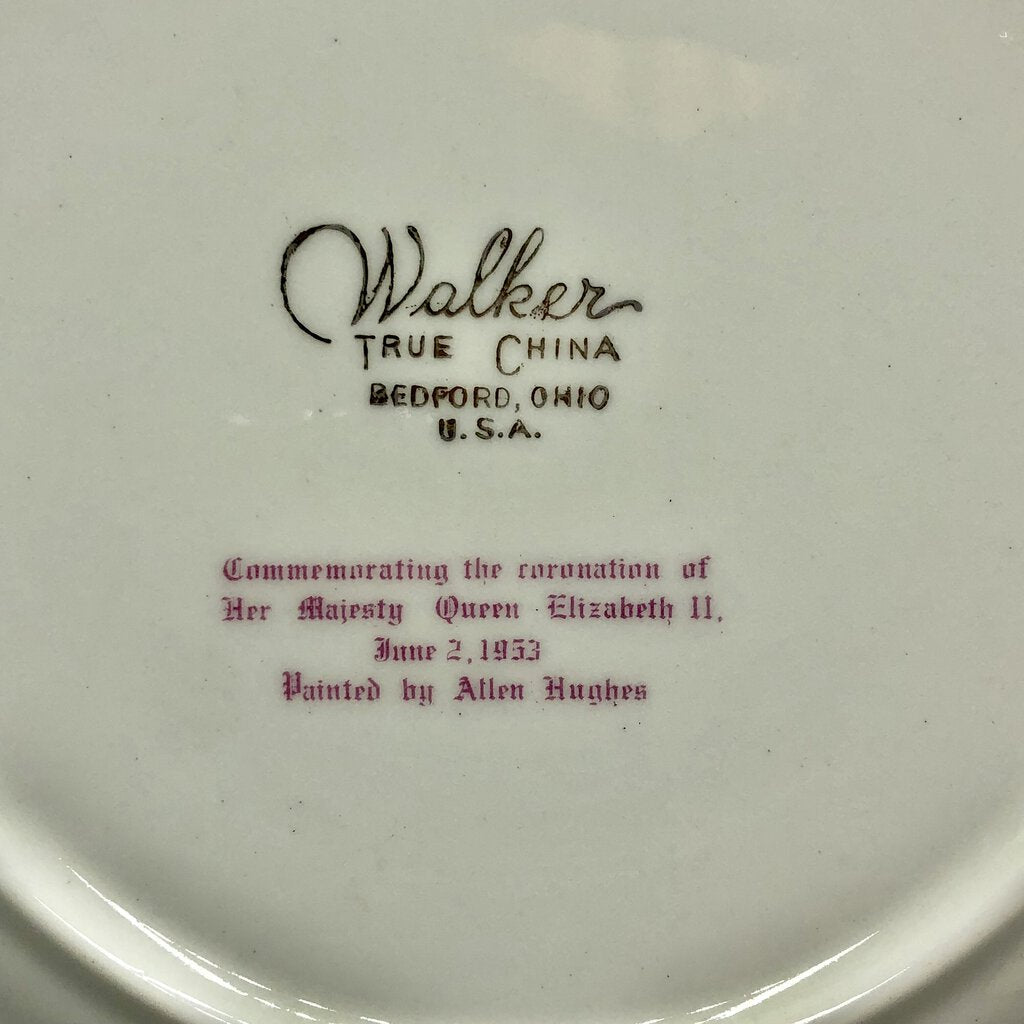 Walker
TRUE CHINA
BEDFORD, OHIO
U.S.A.
Commemorating the coronation of
Her Majesty Queen Elizabeth II,
June 2, 1953
Painted by Allen Hughes